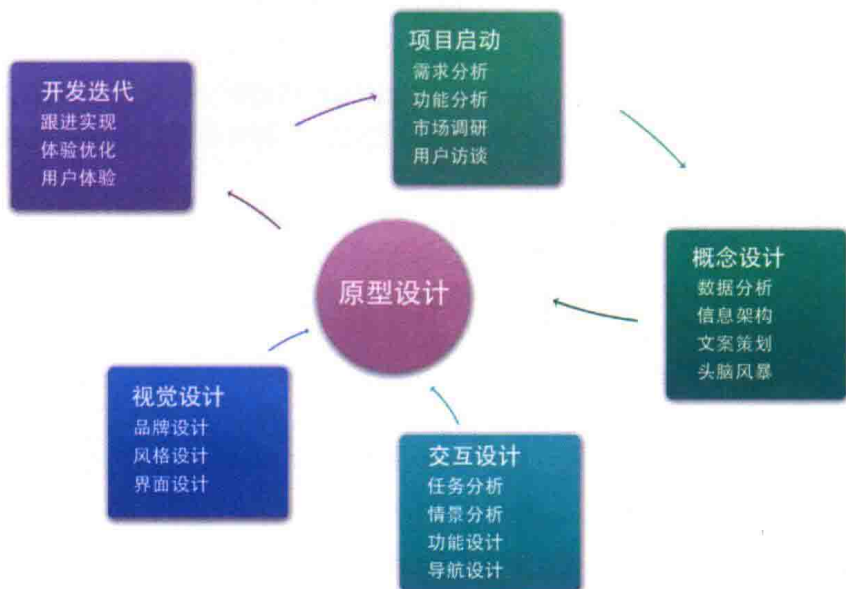 项目启动
需求分析
功能分析
市场调研
用户访谈
开发迭代
跟进实现
体验优化
用户体验
概念设计
数据分析
信息架构
文案策划
头脑风暴
原型设计
视觉设计
品牌设计
风格设计
界面设计
交互设计
任务分析
情景分析
功能设计
导航设计